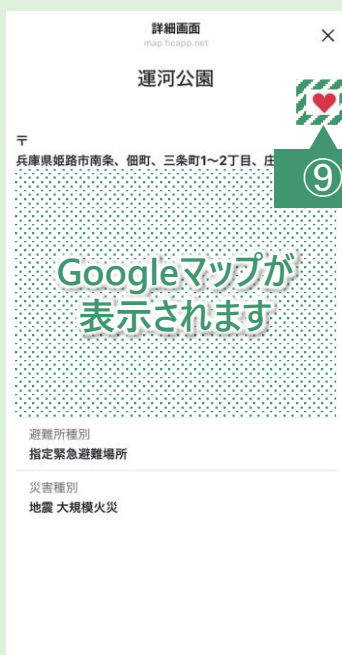 詳細画面
map.ficapp.net
運河公園
〒
兵庫県姫路市南条、佃町、三条町1〜2丁目、庄
⑨
Googleマップが
表示されます
避難所種別
指定緊急避難場所
災害種別
地震 大規模火災